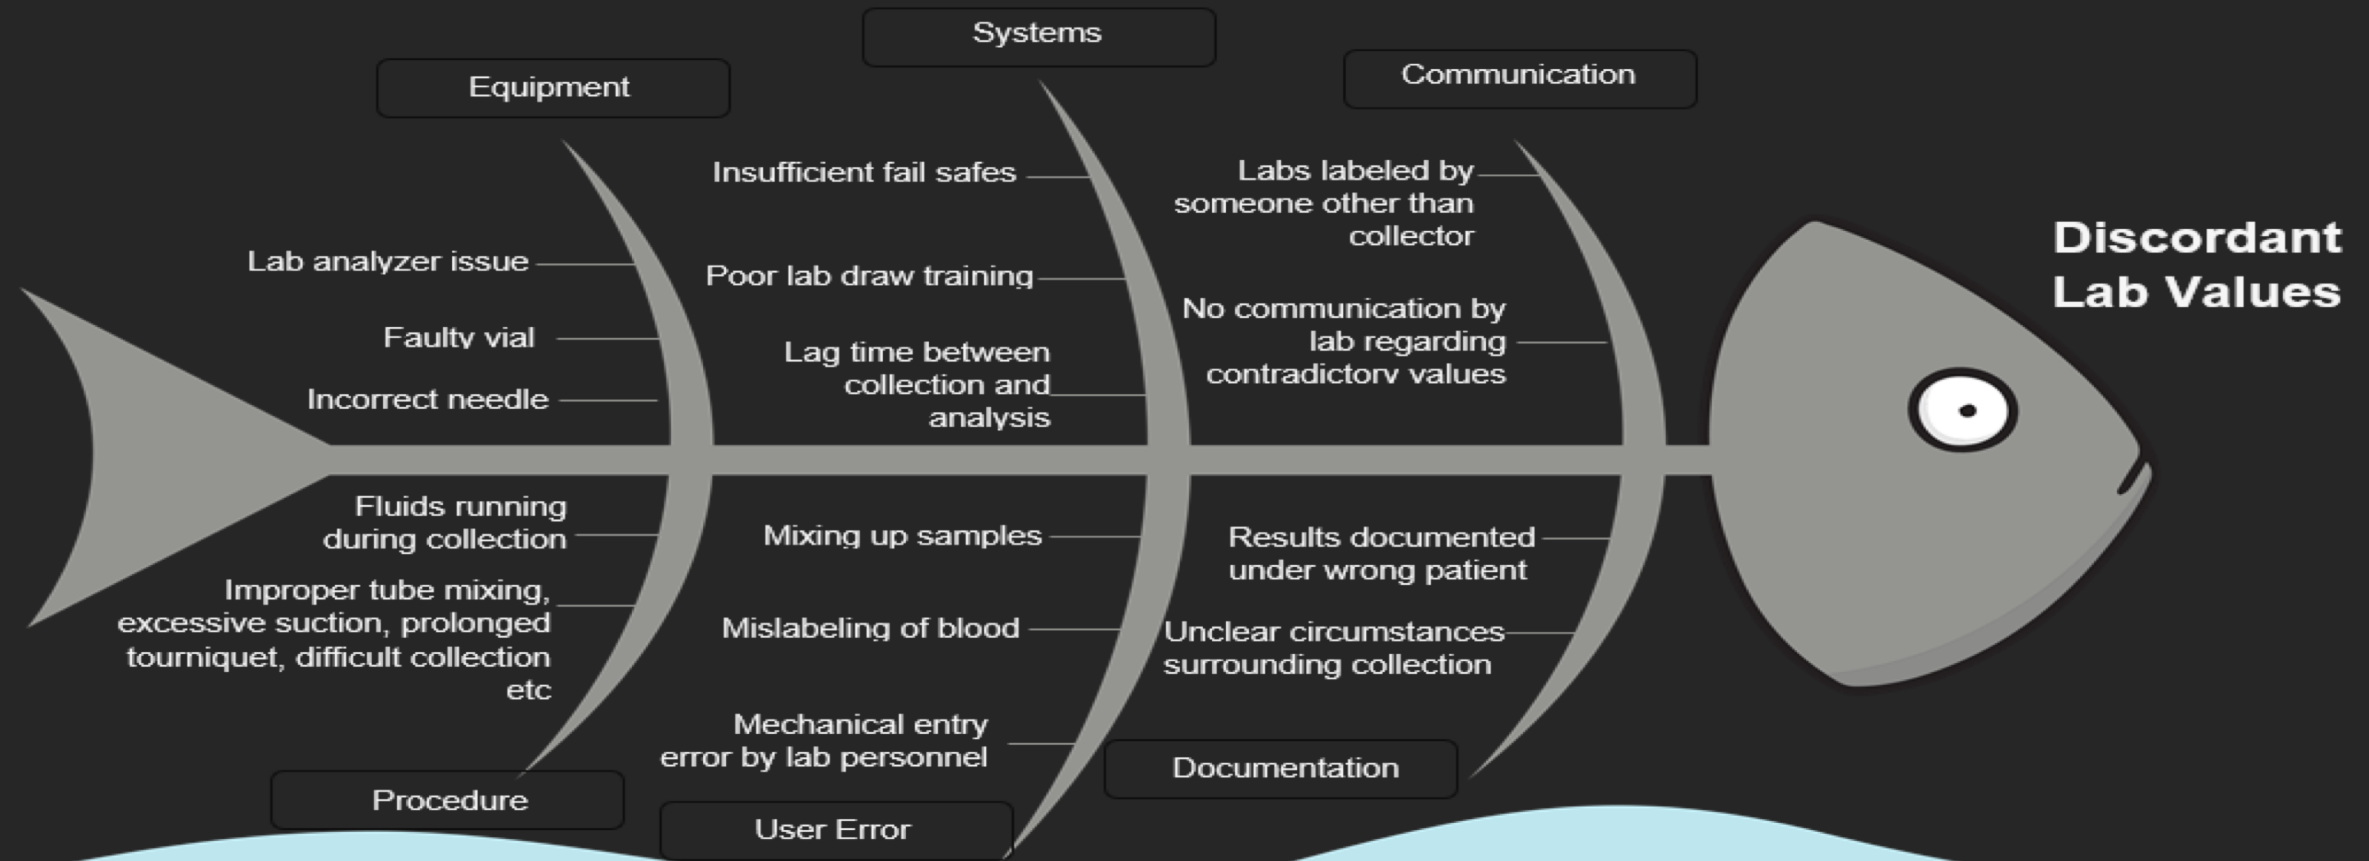 Systems
Communication
Equipment
Insufficient fail safes
Labs labeled by
someone other than
collector
Discordant
Lab Values
Lab analyzer issue
Poor lab draw training
No communication by
lab regarding
contradictory values
Faulty vial
Lag time between
collection and
analysis
Incorrect needle
Fluids running
during collection
Mixing up samples
Results documented
under wrong patient
Improper tube mixing,
excessive suction, prolonged
tourniquet, difficult collection
etc
Mislabeling of blood
Unclear circumstances
surrounding collection
Mechanical entry
error by lab personnel
Documentation
Procedure
User Error